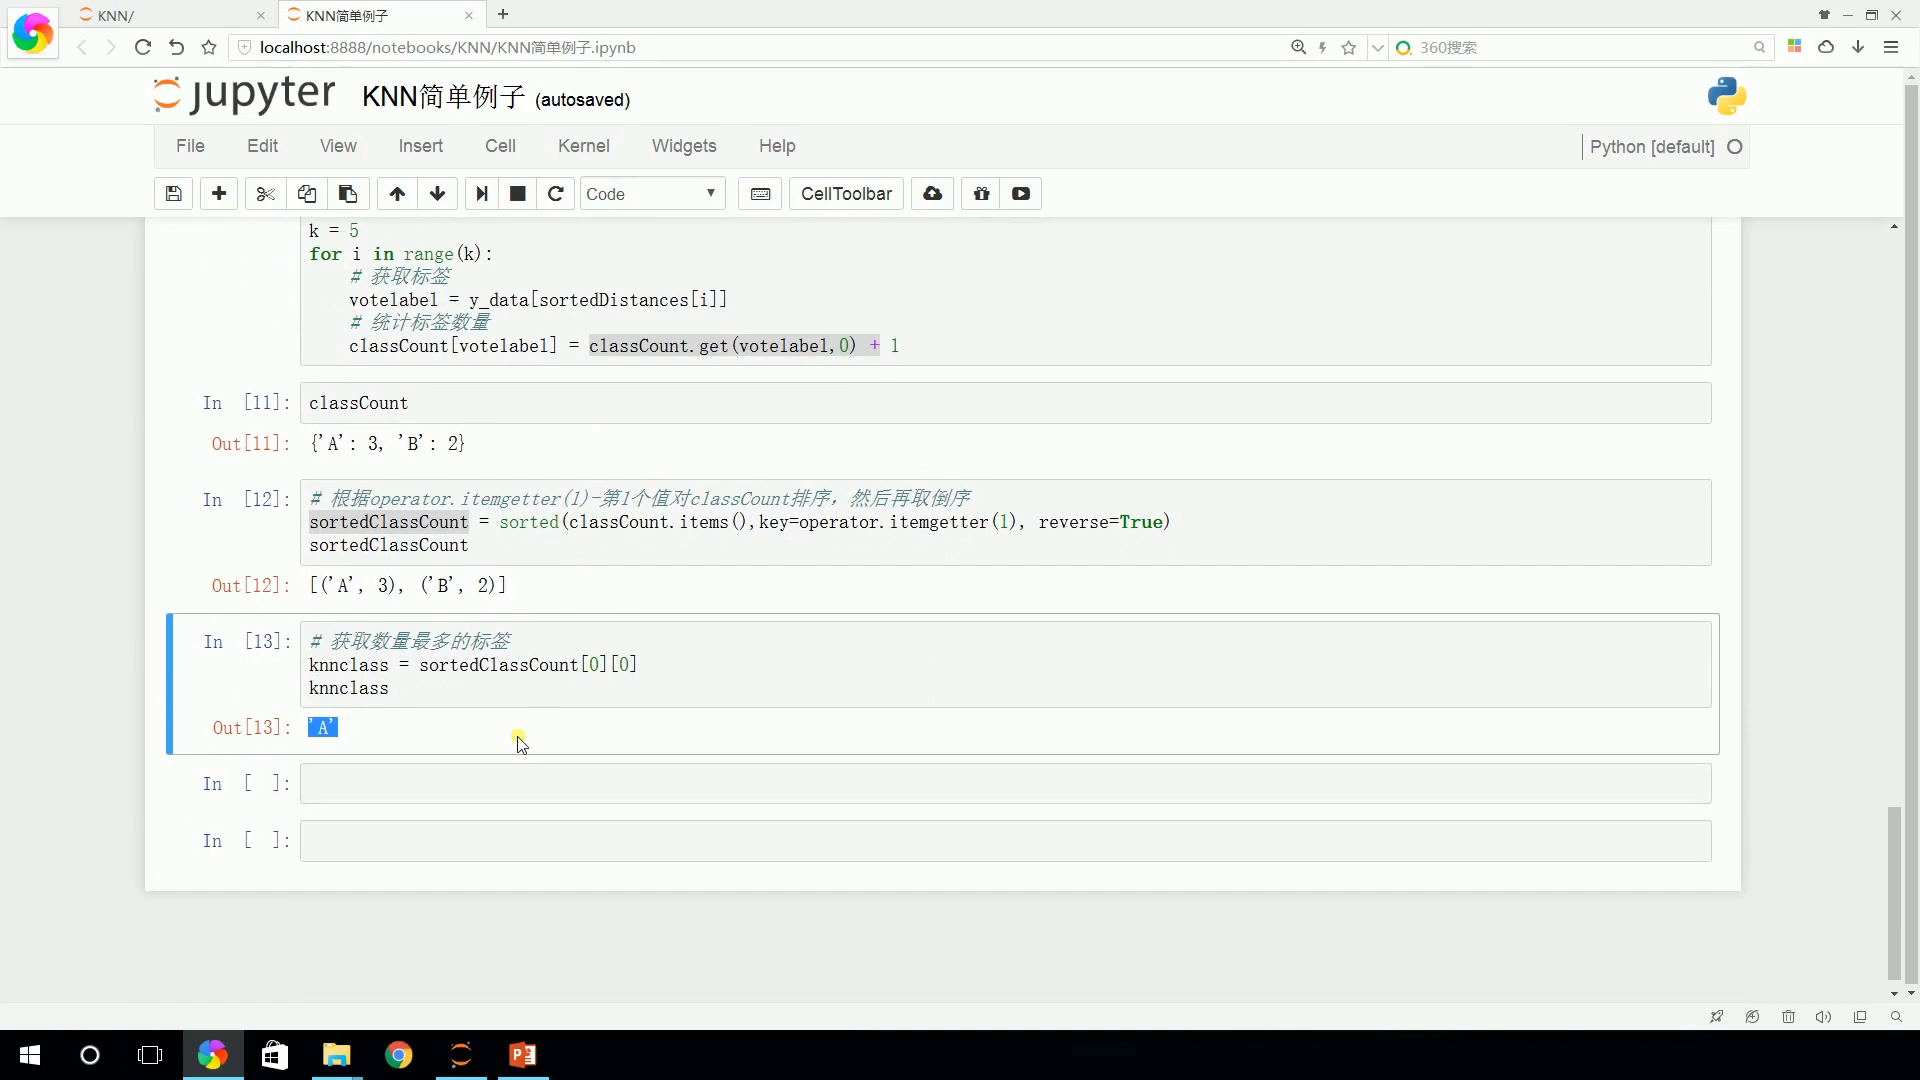 KNN/
KNN简单例子
localhost:8888/notebooks/KNN/KNN简单例子.ipynb
360搜索
jupyter KNN简单例子 (autosaved)
File Edit View Insert Cell Kernel Widgets Help
Python [default]
Code
CellToolbar
k = 5
for i in range(k):
# 获取标签
votelabel = y_data[sortedDistances[i]]
# 统计标签数量
classCount[votelabel] = classCount.get(votelabel,0) + 1
In [11]: classCount
Out[11]: {'A': 3, 'B': 2}
In [12]: # 根据operator.itemgetter(1)-第1个值对classCount排序，然后再取倒序
sortedClassCount = sorted(classCount.items(),key=operator.itemgetter(1), reverse=True)
sortedClassCount
Out[12]: [('A', 3), ('B', 2)]
In [13]: # 获取数量最多的标签
knnclass = sortedClassCount[0][0]
knnclass
Out[13]: 'A'
In [ ]:
In [ ]: